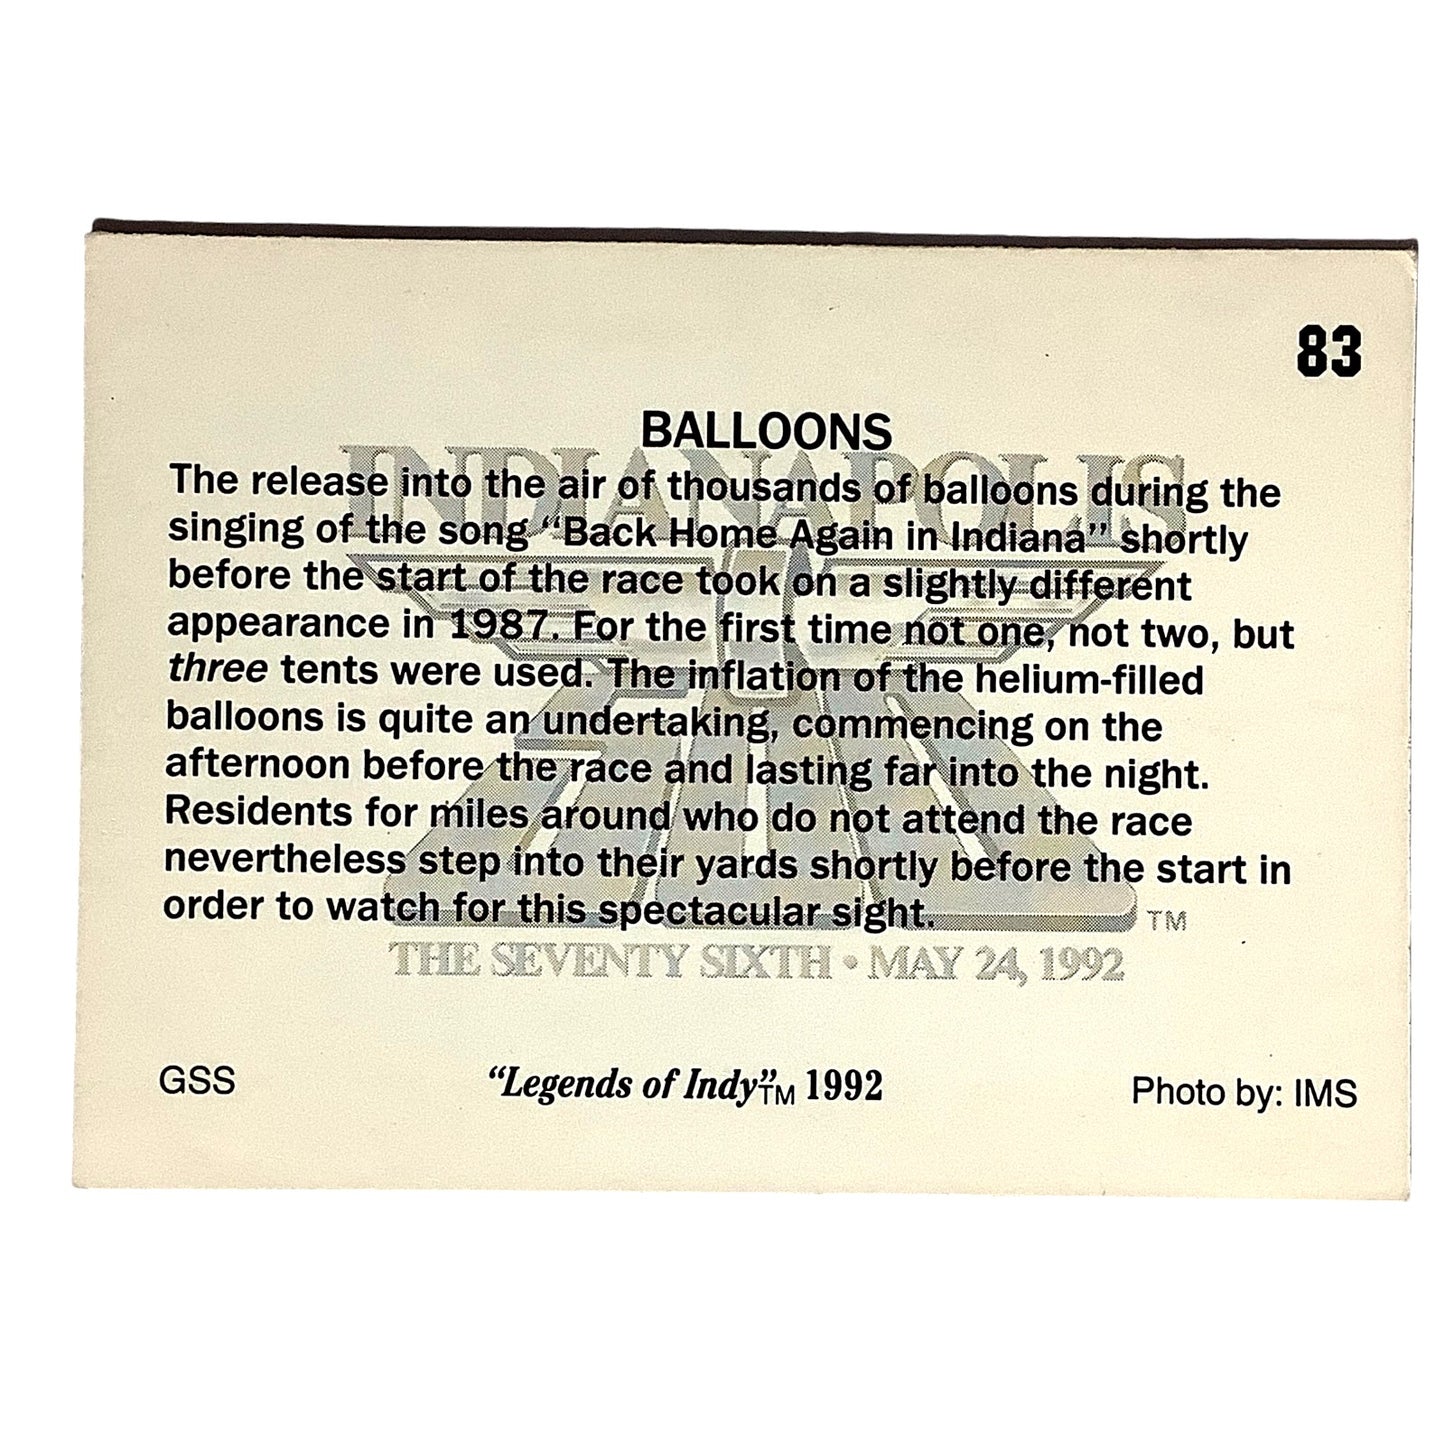 83
BALLOONS
The release into the air of thousands of balloons during the
singing of the song “Back Home Again in Indiana” shortly
before the start of the race took on a slightly different
appearance in 1987. For the first time not one, not two, but
three tents were used. The inflation of the helium-filled
balloons is quite an undertaking, commencing on the
afternoon before the race and lasting far into the night.
Residents for miles around who do not attend the race
nevertheless step into their yards shortly before the start in
order to watch for this spectacular sight.
INDIANAPOLIS
500
TM
THE SEVENTY SIXTH • MAY 24, 1992
GSS
“Legends of Indy”TM 1992
Photo by: IMS